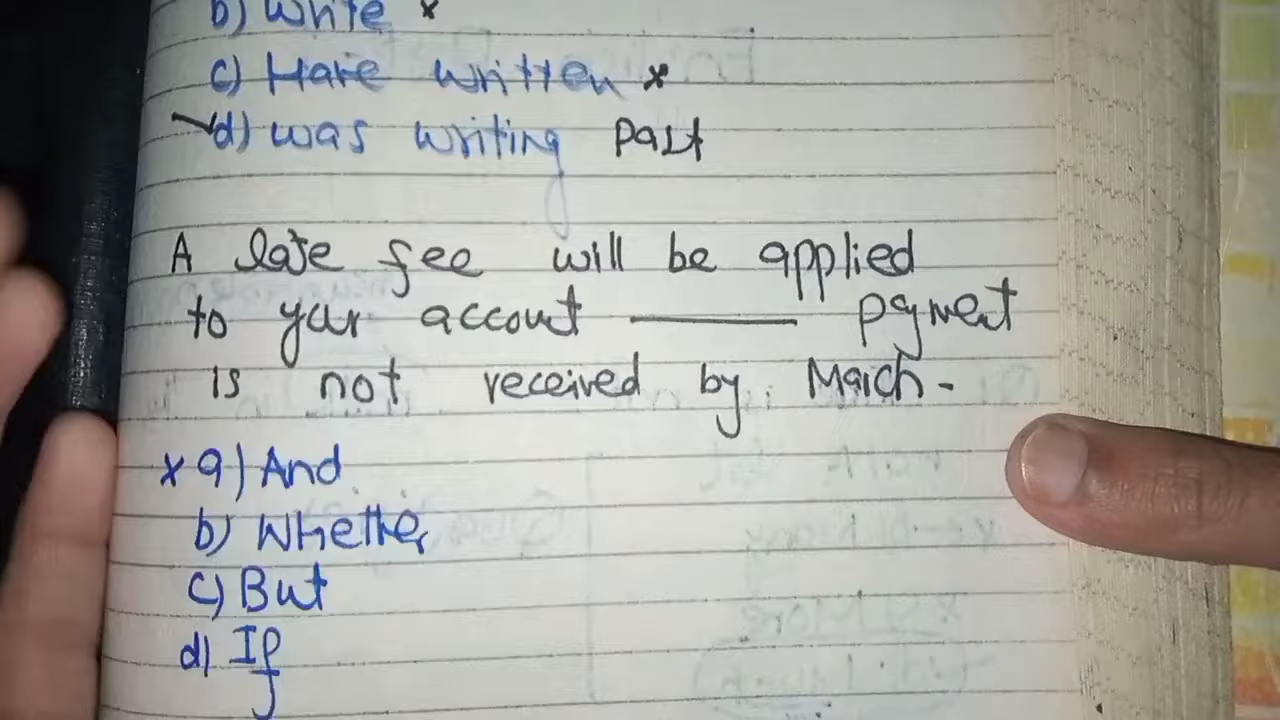 b) Write ×
c) Have written ×
✓d) was writing past
A late fee will be applied
to your account ______ payment
is not received by March.
× a) And
b) Whether
c) But
d) If